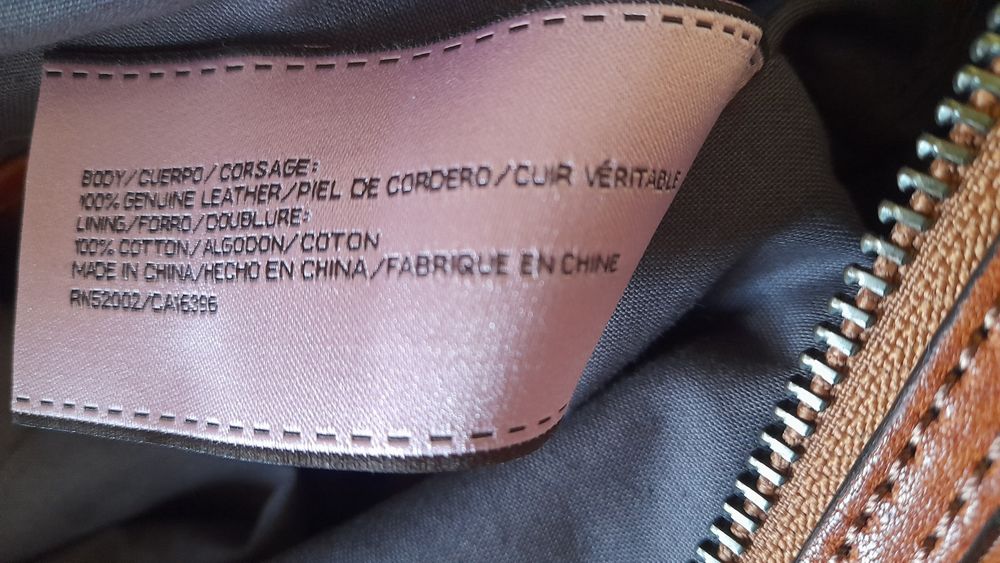 BODY/CUERPO/CORSAGE:
100% GENUINE LEATHER/PIEL DE CORDERO/CUIR VÉRITABLE
LINING/FORRO/DOUBLURE:
100% COTTON/ALGODON/COTON
MADE IN CHINA/HECHO EN CHINA/FABRIQUE EN CHINE
RN52002/CA16396